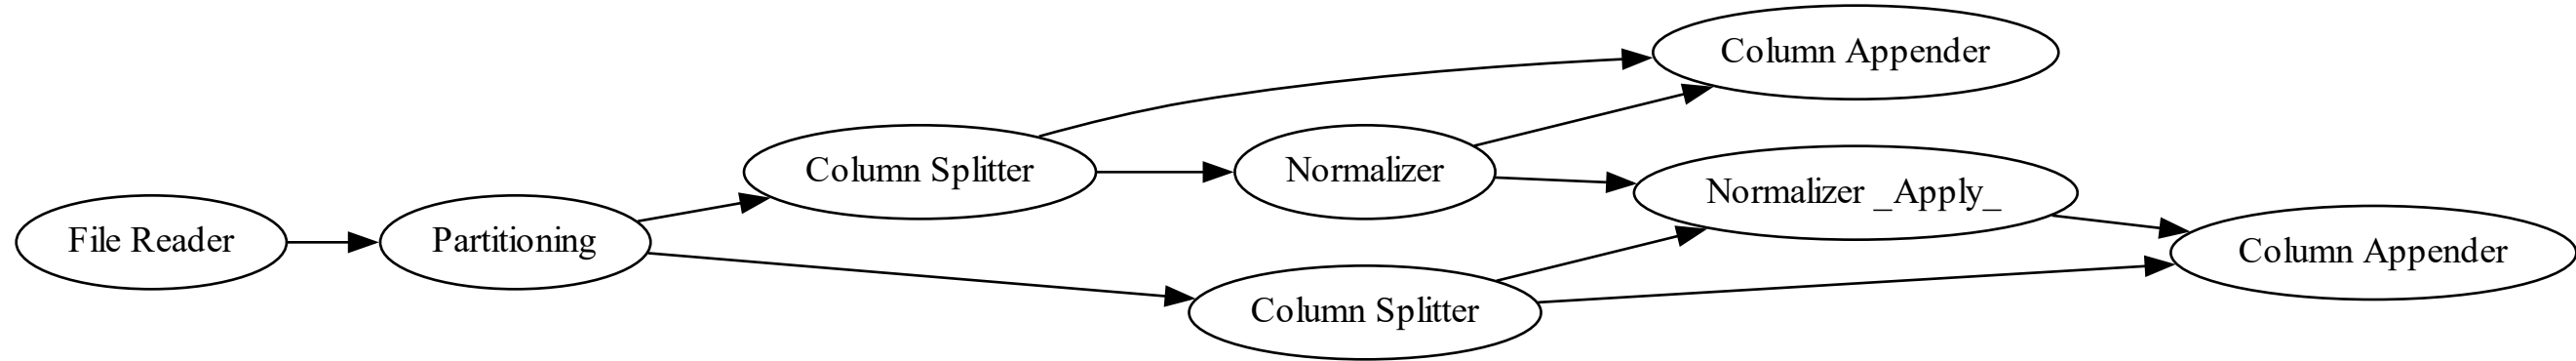 File Reader
Partitioning
Column Splitter
Column Splitter
Normalizer
Column Appender
Normalizer _Apply_
Column Appender